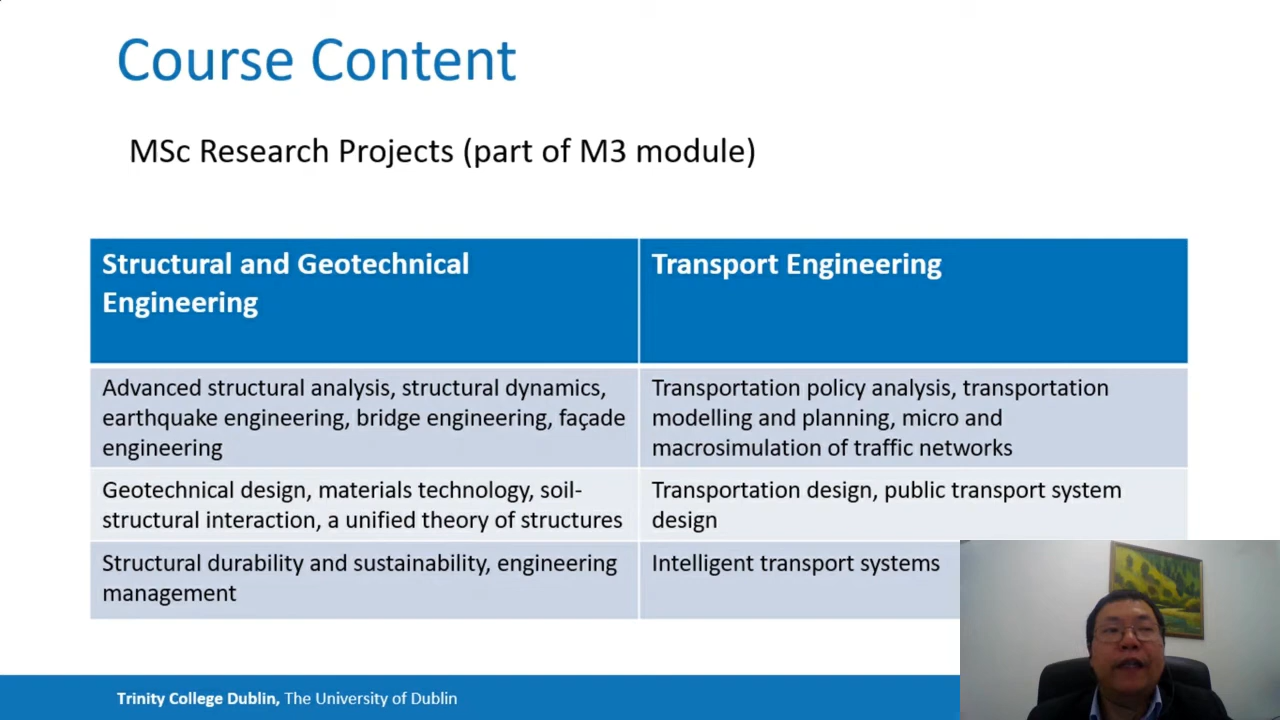 Course Content
MSc Research Projects (part of M3 module)
Structural and Geotechnical
Engineering
Transport Engineering
Advanced structural analysis, structural dynamics,
earthquake engineering, bridge engineering, façade
engineering
Transportation policy analysis, transportation
modelling and planning, micro and
macrosimulation of traffic networks
Geotechnical design, materials technology, soil-
structural interaction, a unified theory of structures
Transportation design, public transport system
design
Structural durability and sustainability, engineering
management
Intelligent transport systems
Trinity College Dublin, The University of Dublin